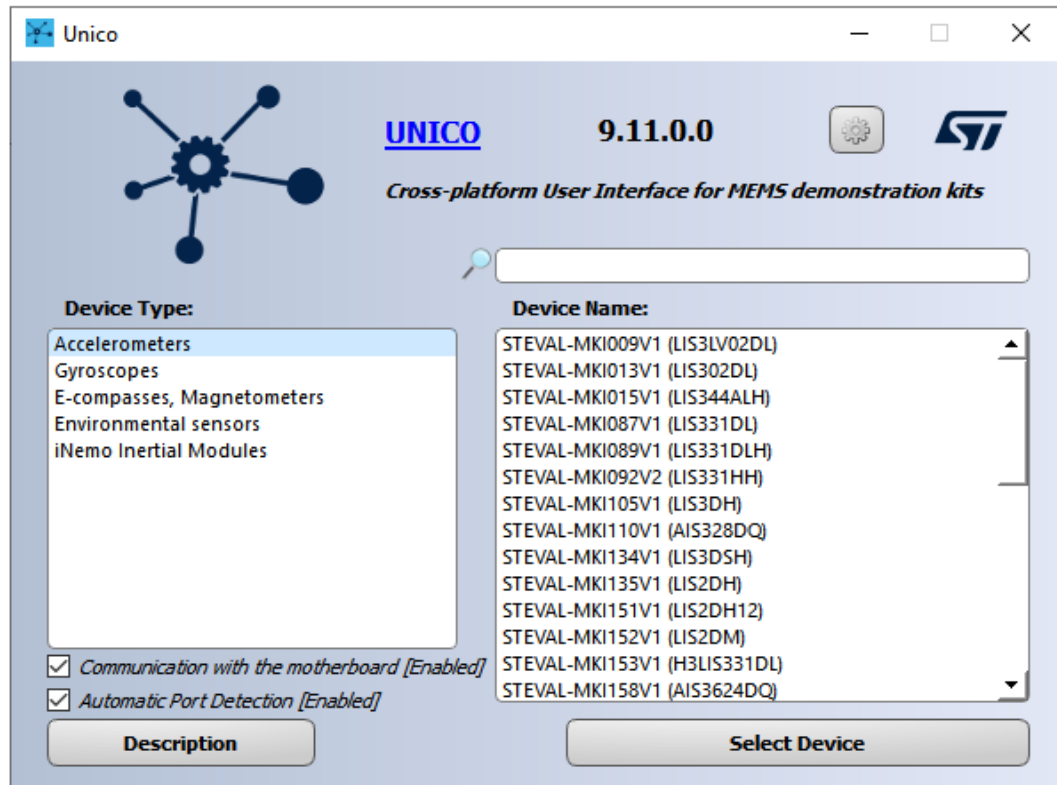 Unico
UNICO 9.11.0.0 ST
Cross-platform User Interface for MEMS demonstration kits
Device Type:
Accelerometers
Gyroscopes
E-compasses, Magnetometers
Environmental sensors
iNemo Inertial Modules
Communication with the motherboard [Enabled]
Automatic Port Detection [Enabled]
Description
Device Name:
STEVAL-MKI009V1 (LIS3LV02DL)
STEVAL-MKI013V1 (LIS302DL)
STEVAL-MKI015V1 (LIS344ALH)
STEVAL-MKI087V1 (LIS331DL)
STEVAL-MKI089V1 (LIS331DLH)
STEVAL-MKI092V2 (LIS331HH)
STEVAL-MKI105V1 (LIS3DH)
STEVAL-MKI110V1 (AIS328DQ)
STEVAL-MKI134V1 (LIS3DSH)
STEVAL-MKI135V1 (LIS2DH)
STEVAL-MKI151V1 (LIS2DH12)
STEVAL-MKI152V1 (LIS2DM)
STEVAL-MKI153V1 (H3LIS331DL)
STEVAL-MKI158V1 (AIS3624DQ)
Select Device